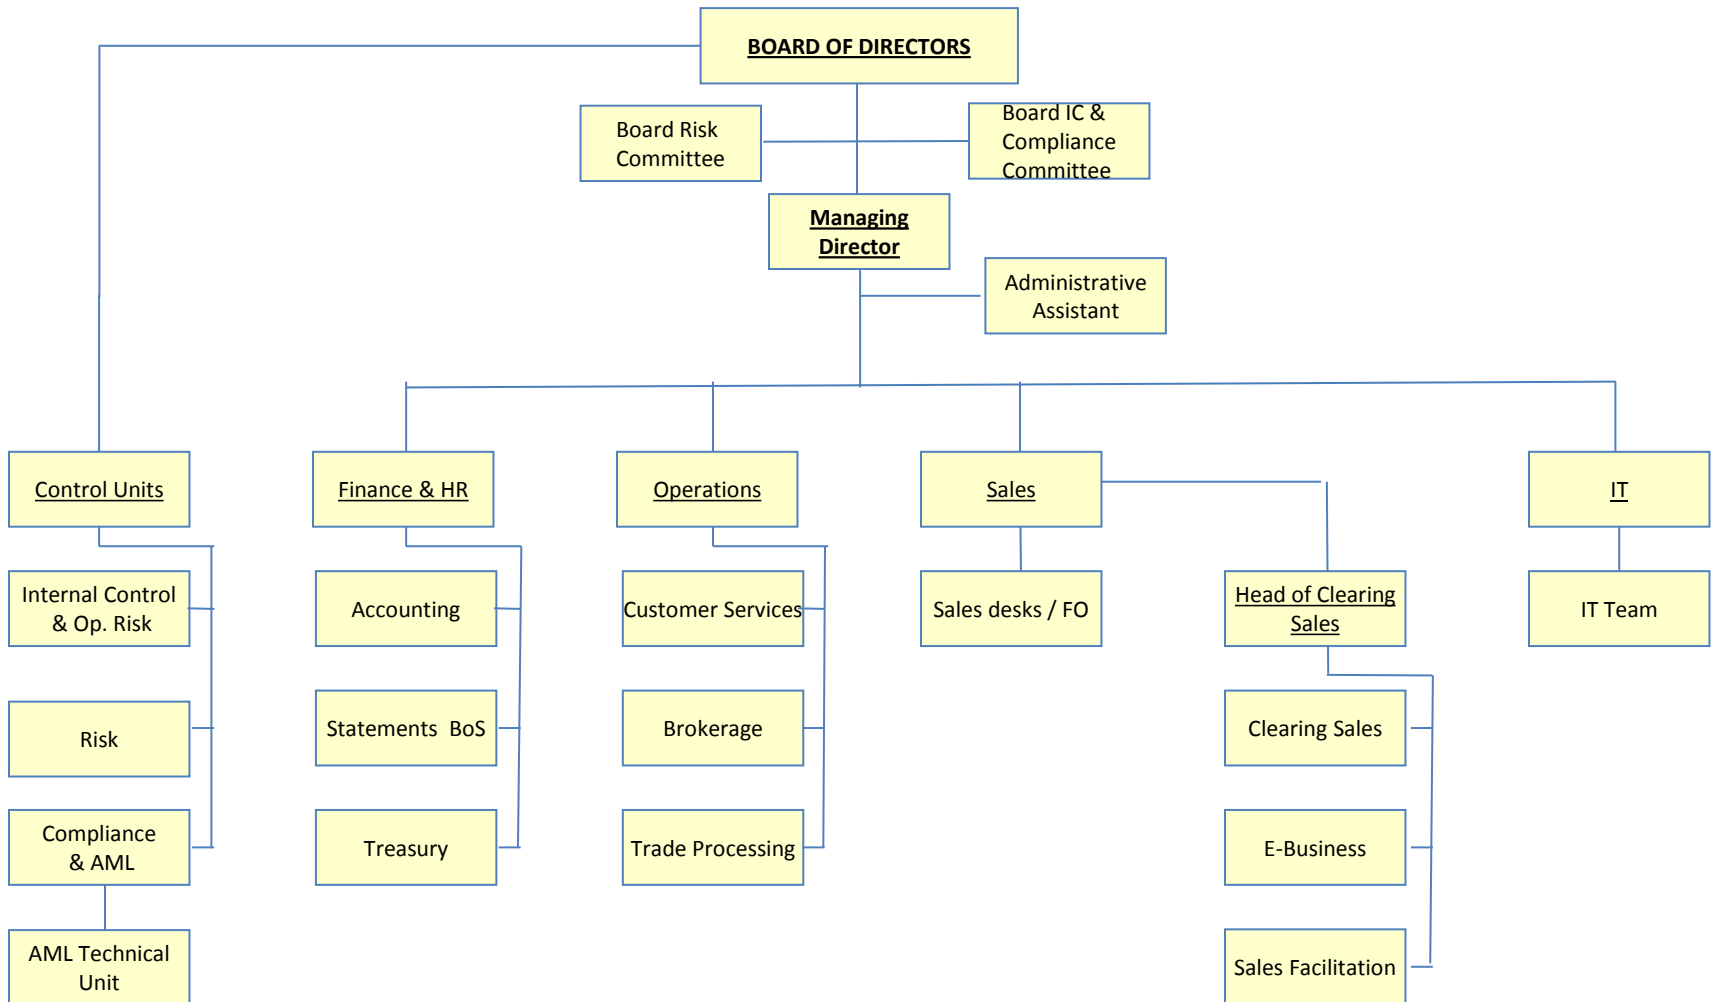 BOARD OF DIRECTORS
Board Risk
Committee
Board IC &
Compliance
Committee
Managing
Director
Administrative
Assistant
Control Units
Finance & HR
Operations
Sales
IT
Internal Control
& Op. Risk
Accounting
Customer Services
Sales desks / FO
Head of Clearing
Sales
IT Team
Risk
Statements  BoS
Brokerage
Clearing Sales
Compliance
& AML
Treasury
Trade Processing
E-Business
AML Technical
Unit
Sales Facilitation